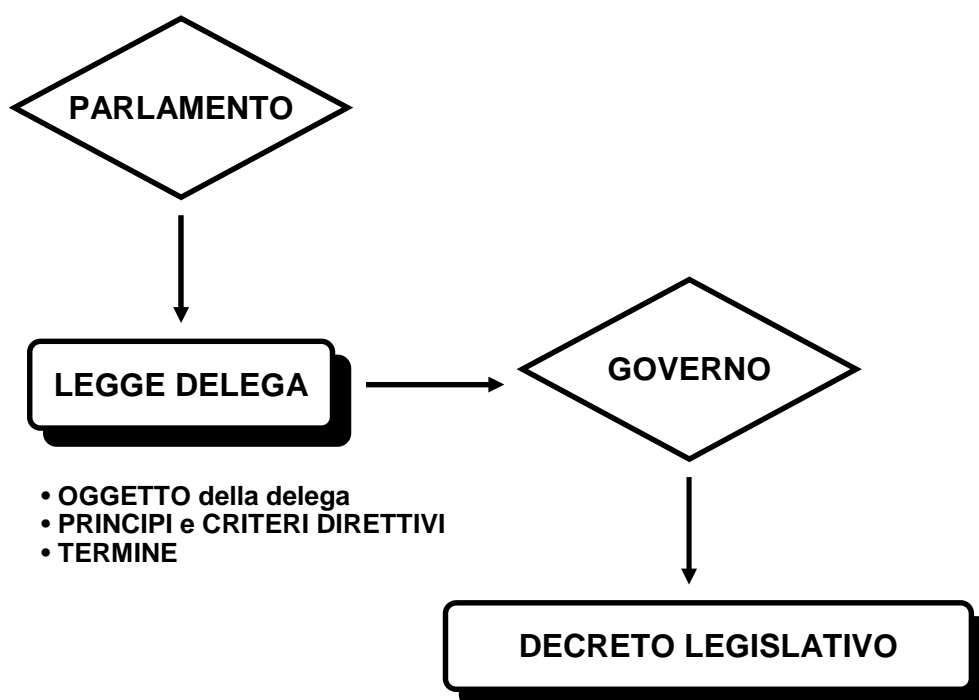 PARLAMENTO
LEGGE DELEGA
GOVERNO
• OGGETTO della delega
• PRINCIPI e CRITERI DIRETTIVI
• TERMINE
DECRETO LEGISLATIVO